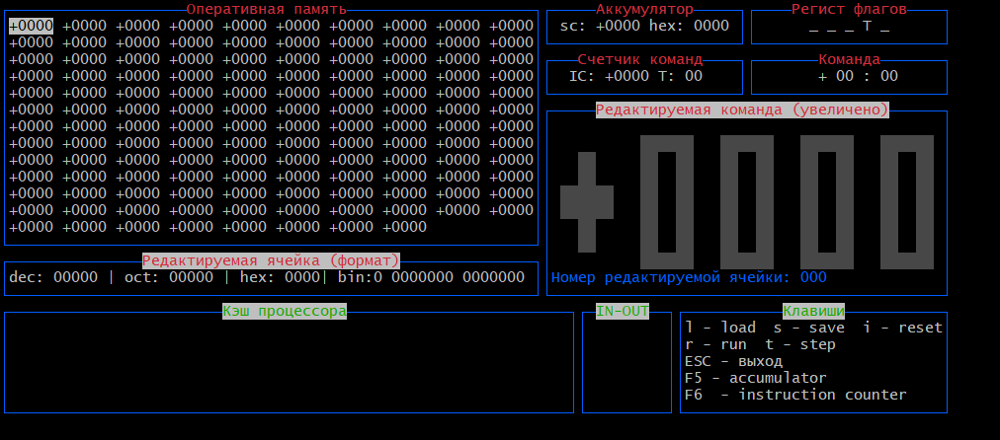 Оперативная память
+0000 +0000 +0000 +0000 +0000 +0000 +0000 +0000 +0000 +0000
+0000 +0000 +0000 +0000 +0000 +0000 +0000 +0000 +0000 +0000
+0000 +0000 +0000 +0000 +0000 +0000 +0000 +0000 +0000 +0000
+0000 +0000 +0000 +0000 +0000 +0000 +0000 +0000 +0000 +0000
+0000 +0000 +0000 +0000 +0000 +0000 +0000 +0000 +0000 +0000
+0000 +0000 +0000 +0000 +0000 +0000 +0000 +0000 +0000 +0000
+0000 +0000 +0000 +0000 +0000 +0000 +0000 +0000 +0000 +0000
+0000 +0000 +0000 +0000 +0000 +0000 +0000 +0000 +0000 +0000
+0000 +0000 +0000 +0000 +0000 +0000 +0000 +0000 +0000 +0000
+0000 +0000 +0000 +0000 +0000 +0000 +0000 +0000 +0000 +0000
+0000 +0000 +0000 +0000 +0000 +0000 +0000 +0000 +0000 +0000
+0000 +0000 +0000 +0000 +0000 +0000 +0000 +0000 +0000 +0000
+0000 +0000 +0000 +0000 +0000 +0000 +0000 +0000
Аккумулятор
sc: +0000 hex: 0000
Регист флагов
_ _ _ T _
Счетчик команд
IC: +0000 T: 00
Команда
+ 00 : 00
Редактируемая команда (увеличено)
+0000
Номер редактируемой ячейки: 000
Редактируемая ячейка (формат)
dec: 00000 | oct: 00000 | hex: 0000| bin:0 0000000 0000000
Кэш процессора
IN-OUT
Клавиши
l - load  s - save  i - reset
r - run  t - step
ESC - выход
F5 - accumulator
F6  - instruction counter